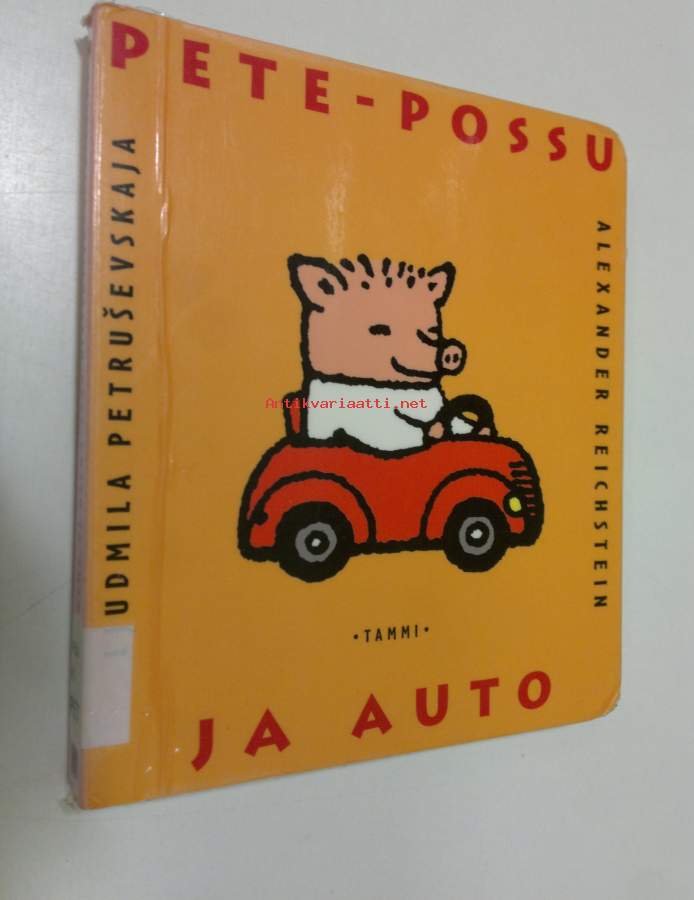 PETE-POSSU
UDMILA PETRUŠEVSKAJA
ALEXANDER REICHSTEIN
Antikvariaatti.net
•TAMMI•
JA AUTO